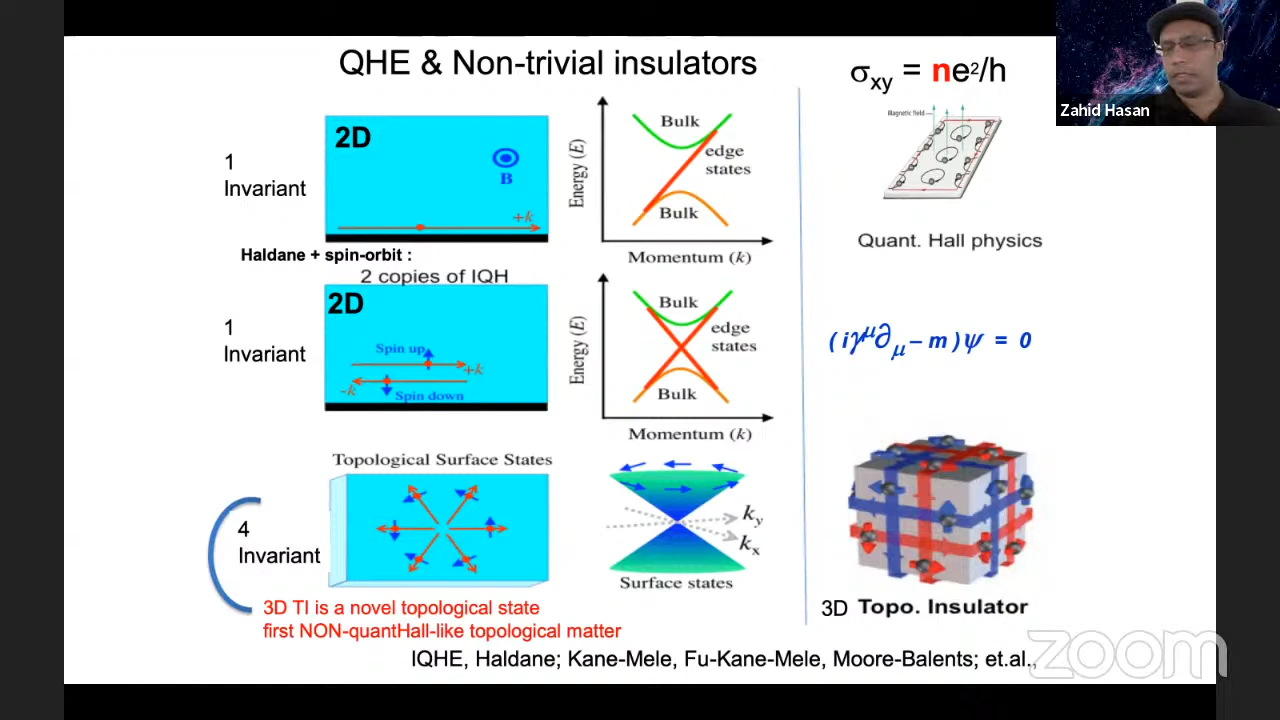 QHE & Non-trivial insulators
σxy = ne²/h
Zahid Hasan
1
Invariant
2D
B
+k
Energy (E)
Bulk
edge
states
Bulk
Momentum (k)
Magnetic field
Quant. Hall physics
Haldane + spin-orbit :
2 copies of IQH
1
Invariant
2D
Spin up
+k
-k
Spin down
Energy (E)
Bulk
edge
states
Bulk
Momentum (k)
(iγ^μ∂_μ – m)ψ = 0
Topological Surface States
4
Invariant
ky
kx
Surface states
3D Topo. Insulator
3D TI is a novel topological state
first NON-quantHall-like topological matter
IQHE, Haldane; Kane-Mele, Fu-Kane-Mele, Moore-Balents; et.al.,
zoom